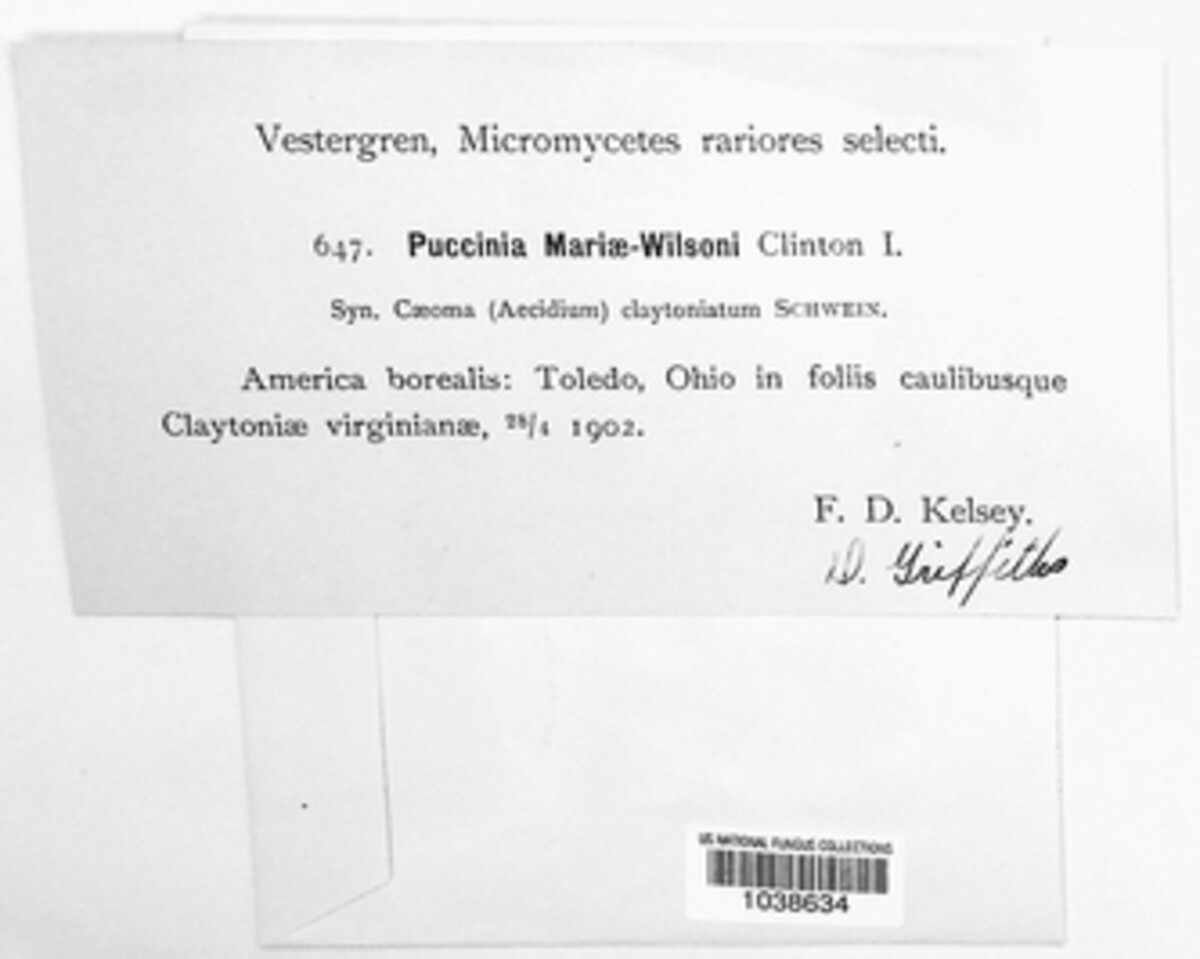 Vestergren, Micromycetes rariores selecti.
647. Puccinia Mariæ-Wilsoni Clinton I.
Syn. Cæoma (Aecidium) claytoniatum SCHWEIN.
America borealis: Toledo, Ohio in foliis caulibusque
Claytoniæ virginianæ, 28/4 1902.
F. D. Kelsey.
D. Griffiths
US NATIONAL FUNGUS COLLECTIONS
1038634